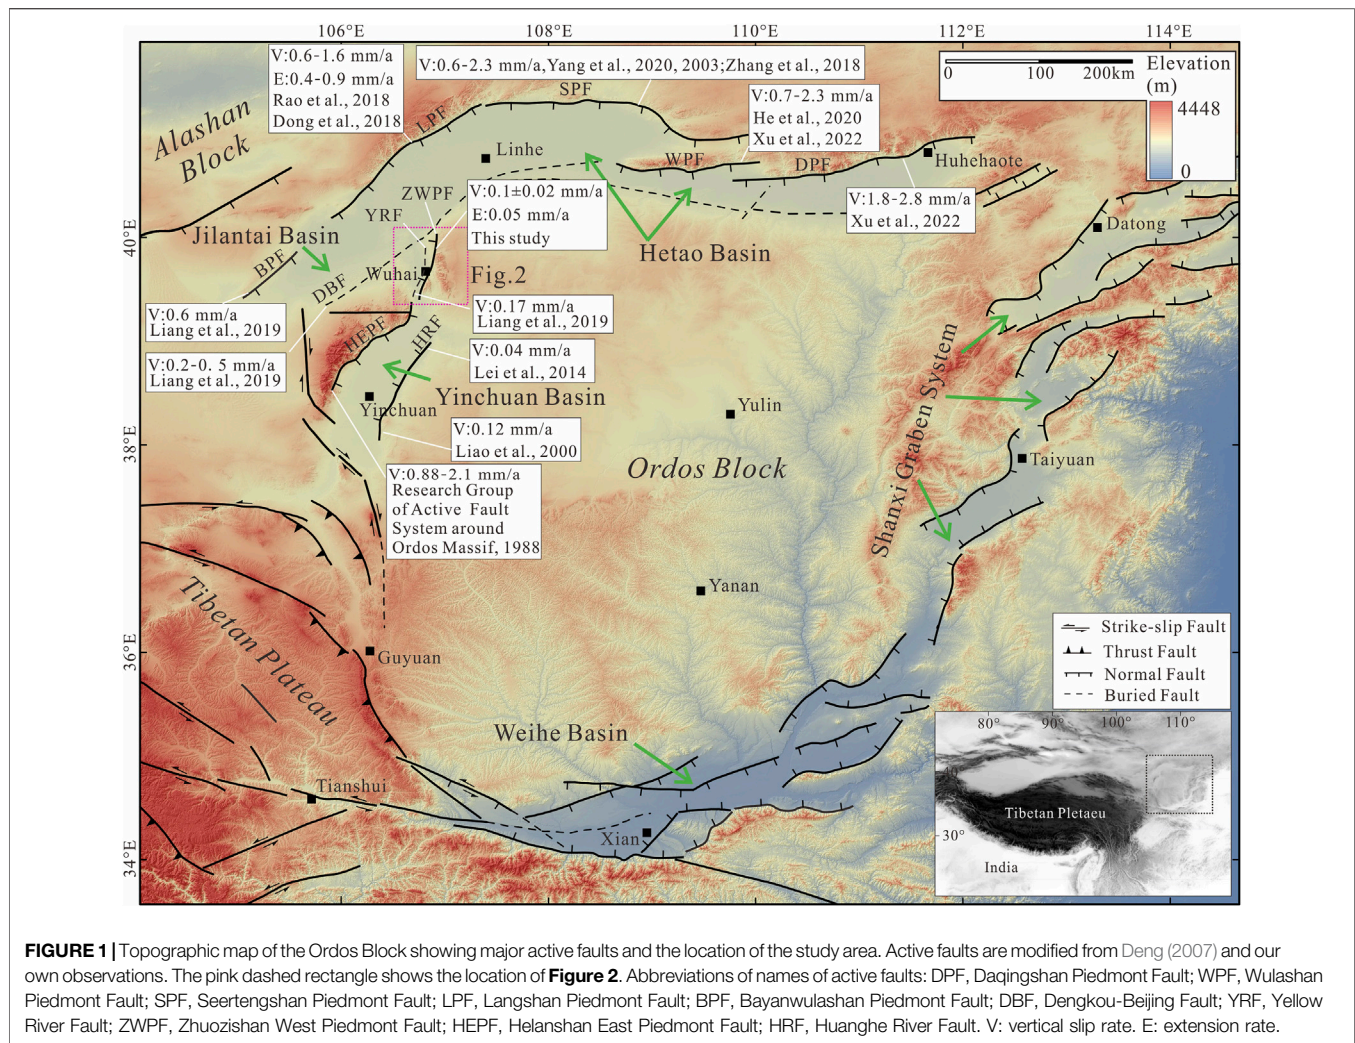 106°E
108°E
110°E
112°E
114°E
40°E
38°E
36°E
34°E
V:0.6-1.6 mm/a
E:0.4-0.9 mm/a
Rao et al., 2018
Dong et al., 2018
V:0.6-2.3 mm/a,Yang et al., 2020, 2003;Zhang et al., 2018
SPF
LPF
V:0.7-2.3 mm/a
He et al., 2020
Xu et al., 2022
0 100 200km
Elevation
(m)
4448
0
Alashan
Block
Linhe
WPF
DPF
Huhehaote
ZWPF
YRF
V:0.1±0.02 mm/a
E:0.05 mm/a
This study
V:1.8-2.8 mm/a
Xu et al., 2022
Datong
Jilantai Basin
Hetao Basin
BPF
DBF
Wuhai
Fig.2
V:0.6 mm/a
Liang et al., 2019
V:0.17 mm/a
Liang et al., 2019
HEPF
HRF
V:0.2-0. 5 mm/a
Liang et al., 2019
V:0.04 mm/a
Lei et al., 2014
Yinchuan Basin
Yinchuan
V:0.12 mm/a
Liao et al., 2000
Yulin
Ordos Block
Shanxi Graben System
Taiyuan
V:0.88-2.1 mm/a
Research Group
of Active Fault
System around
Ordos Massif, 1988
Yanan
Tibetan Plateau
Guyuan
Strike-slip Fault
Thrust Fault
Normal Fault
Buried Fault
Weihe Basin
Tianshui
Xian
80°
90°
100°
110°
40
30°
Tibetan Pletaeu
India
FIGURE 1 | Topographic map of the Ordos Block showing major active faults and the location of the study area. Active faults are modified from Deng (2007) and our
own observations. The pink dashed rectangle shows the location of Figure 2. Abbreviations of names of active faults: DPF, Daqingshan Piedmont Fault; WPF, Wulashan
Piedmont Fault; SPF, Seertengshan Piedmont Fault; LPF, Langshan Piedmont Fault; BPF, Bayanwulashan Piedmont Fault; DBF, Dengkou-Beijing Fault; YRF, Yellow
River Fault; ZWPF, Zhuozishan West Piedmont Fault; HEPF, Helanshan East Piedmont Fault; HRF, Huanghe River Fault. V: vertical slip rate. E: extension rate.